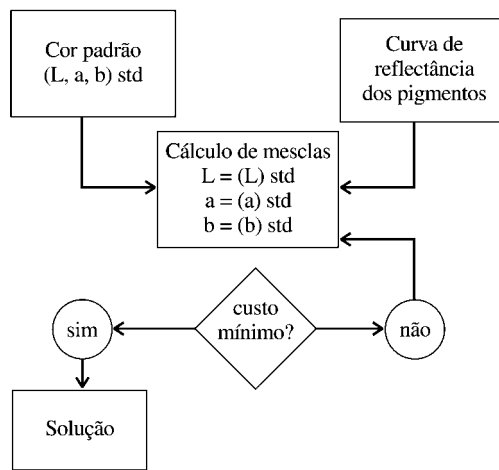 Cor padrão
(L, a, b) std
Curva de
reflectância
dos pigmentos
Cálculo de mesclas
L = (L) std
a = (a) std
b = (b) std
custo
mínimo?
sim
não
Solução